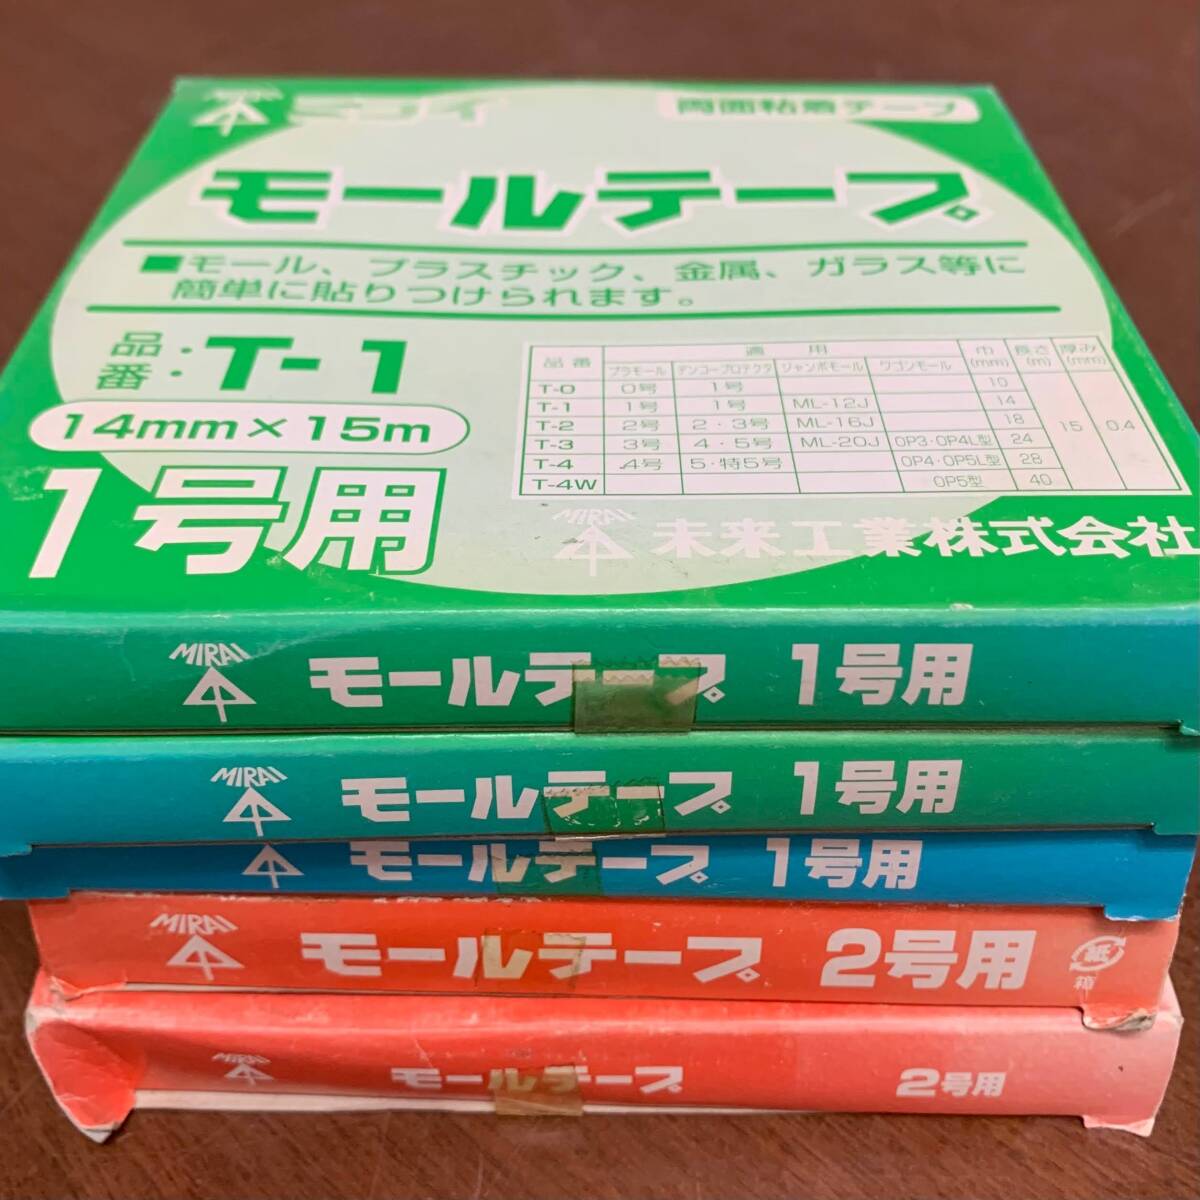 MIRAI ミライ 両面粘着テープ
モールテープ
■モール、プラスチック、金属、ガラス等に
簡単に貼りつけられます。
品番・T-1
14mm×15m
1号用
品番 適用 巾(mm) 長さ(m) 厚み(mm)
プラモール デンコープロテクタ ジャンボモール ワゴンモール
T-0 0号 1号 10
T-1 1号 1号 ML-12J 14
T-2 2号 2・3号 ML-16J 18 15 0.4
T-3 3号 4・5号 ML-20J OP3・OP4L型 24
T-4 4号 5・特5号 OP4・OP5L型 28
T-4W OP5型 40
MIRAI 未来工業株式会社
MIRAI モールテープ 1号用
MIRAI モールテープ 1号用
モールテープ 1号用
MIRAI モールテープ 2号用 紙 箱
MIRAI モールテープ 2号用